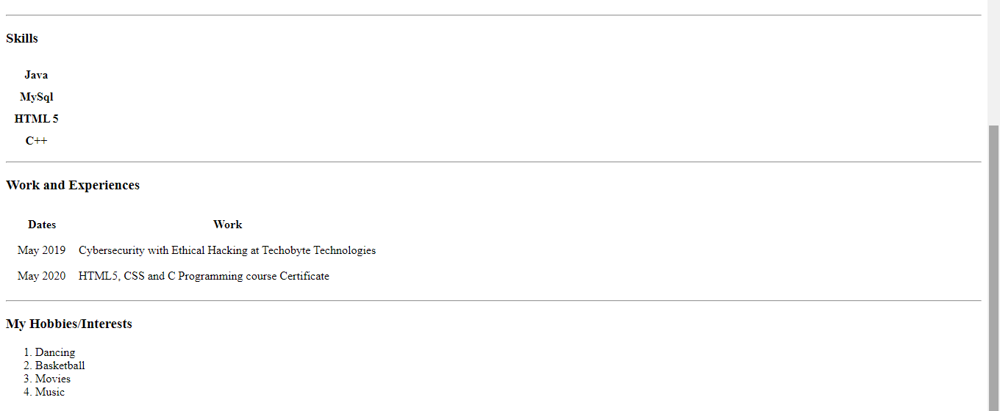 Skills
Java
MySql
HTML 5
C++
Work and Experiences
Dates Work
May 2019 Cybersecurity with Ethical Hacking at Techobyte Technologies
May 2020 HTML5, CSS and C Programming course Certificate
My Hobbies/Interests
1. Dancing
2. Basketball
3. Movies
4. Music